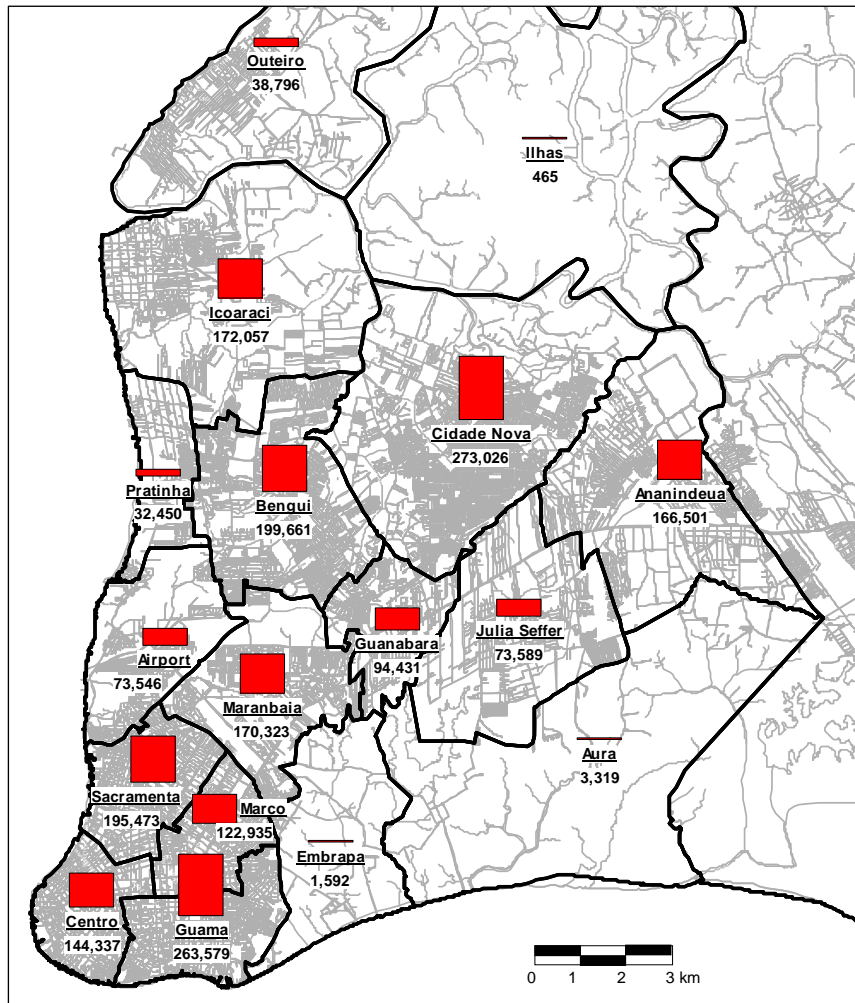 Outeiro
38,796
Ilhas
465
Icoaraci
172,057
Cidade Nova
273,026
Pratinha
32,450
Bengui
199,661
Ananindeua
166,501
Airport
73,546
Maranbaia
170,323
Guanabara
94,431
Julia Seffer
73,589
Aura
3,319
Sacramenta
195,473
Marco
122,935
Embrapa
1,592
Centro
144,337
Guama
263,579
0 1 2 3 km